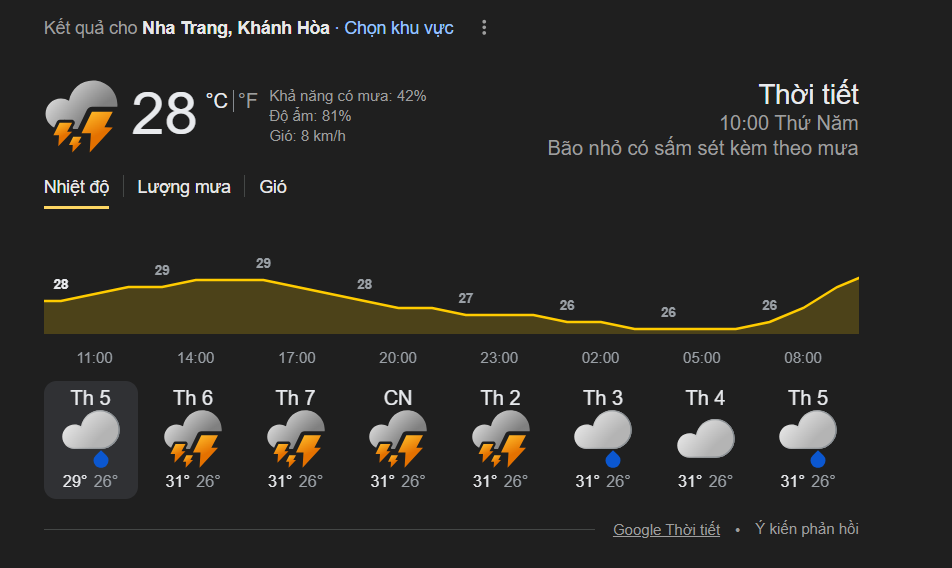 Kết quả cho Nha Trang, Khánh Hòa · Chọn khu vực
28 °C | °F
Khả năng có mưa: 42%
Độ ẩm: 81%
Gió: 8 km/h
Thời tiết
10:00 Thứ Năm
Bão nhỏ có sấm sét kèm theo mưa
Nhiệt độ | Lượng mưa | Gió
28 29 29 28 27 26 26 26
11:00 14:00 17:00 20:00 23:00 02:00 05:00 08:00
Th 5 Th 6 Th 7 CN Th 2 Th 3 Th 4 Th 5
29° 26° 31° 26° 31° 26° 31° 26° 31° 26° 31° 26° 31° 26° 31° 26°
Google Thời tiết • Ý kiến phản hồi